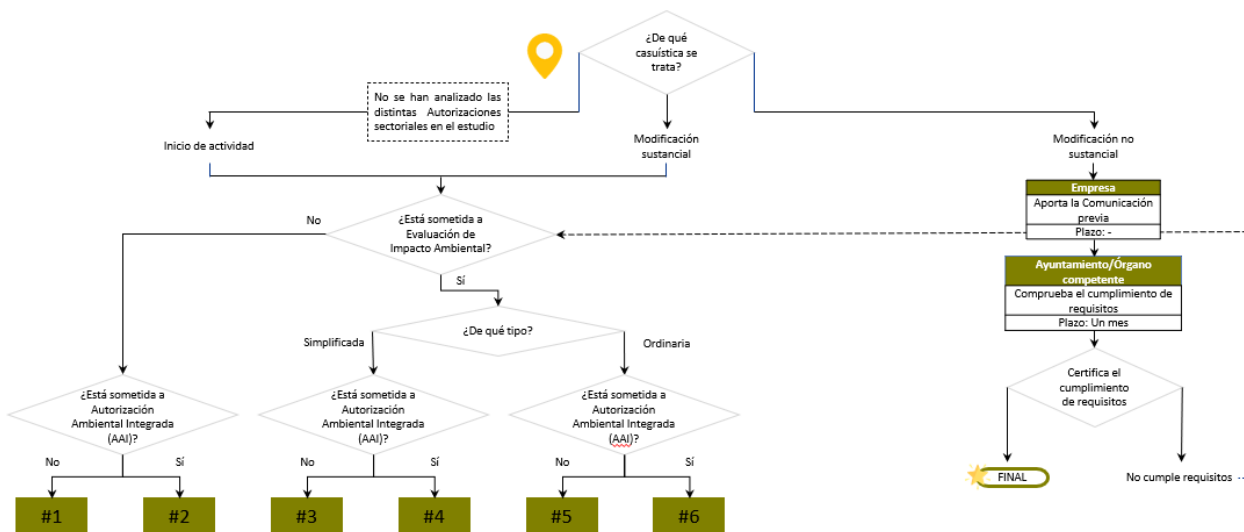 ¿De qué
casuística se
trata?
No se han analizado las
distintas Autorizaciones
sectoriales en el estudio
Inicio de actividad
Modificación
sustancial
Modificación no
sustancial
Empresa
Aporta la Comunicación
previa
Plazo: -
No
¿Está sometida a
Evaluación de
Impacto Ambiental?
Sí
Ayuntamiento/Órgano
competente
Comprueba el cumplimiento de
requisitos
Plazo: Un mes
¿De qué tipo?
Simplificada
Ordinaria
Certifica el
cumplimiento
de requisitos
¿Está sometida a
Autorización
Ambiental Integrada
(AAI)?
¿Está sometida a
Autorización
Ambiental Integrada
(AAI)?
¿Está sometida a
Autorización
Ambiental Integrada
(AAI)?
No
Sí
No
Sí
No
Sí
FINAL
No cumple requisitos
#1
#2
#3
#4
#5
#6